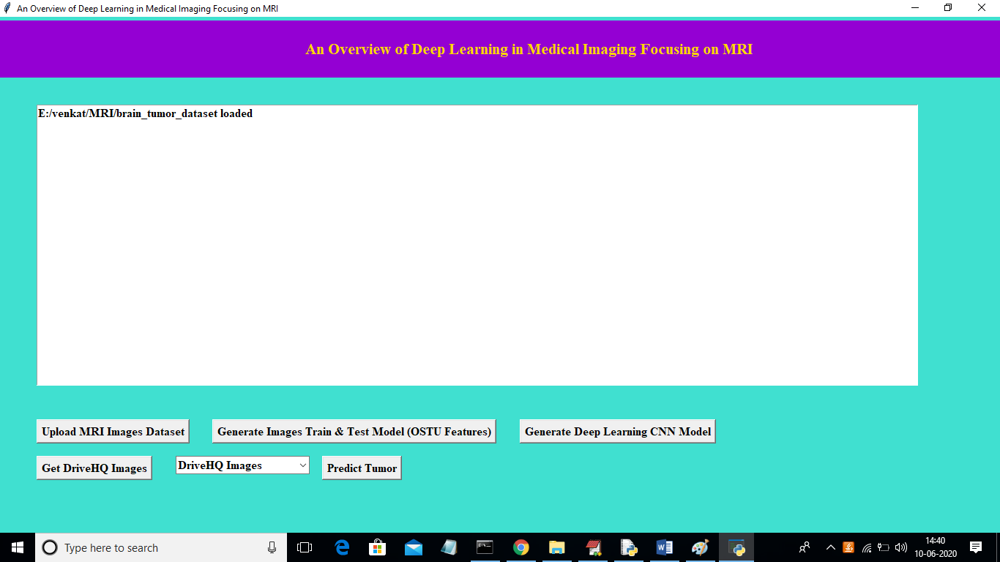 An Overview of Deep Learning in Medical Imaging Focusing on MRI
An Overview of Deep Learning in Medical Imaging Focusing on MRI
E:/venkat/MRI/brain_tumor_dataset loaded
Upload MRI Images Dataset
Generate Images Train & Test Model (OSTU Features)
Generate Deep Learning CNN Model
Get DriveHQ Images
DriveHQ Images
Predict Tumor
Type here to search
14:40
10-06-2020